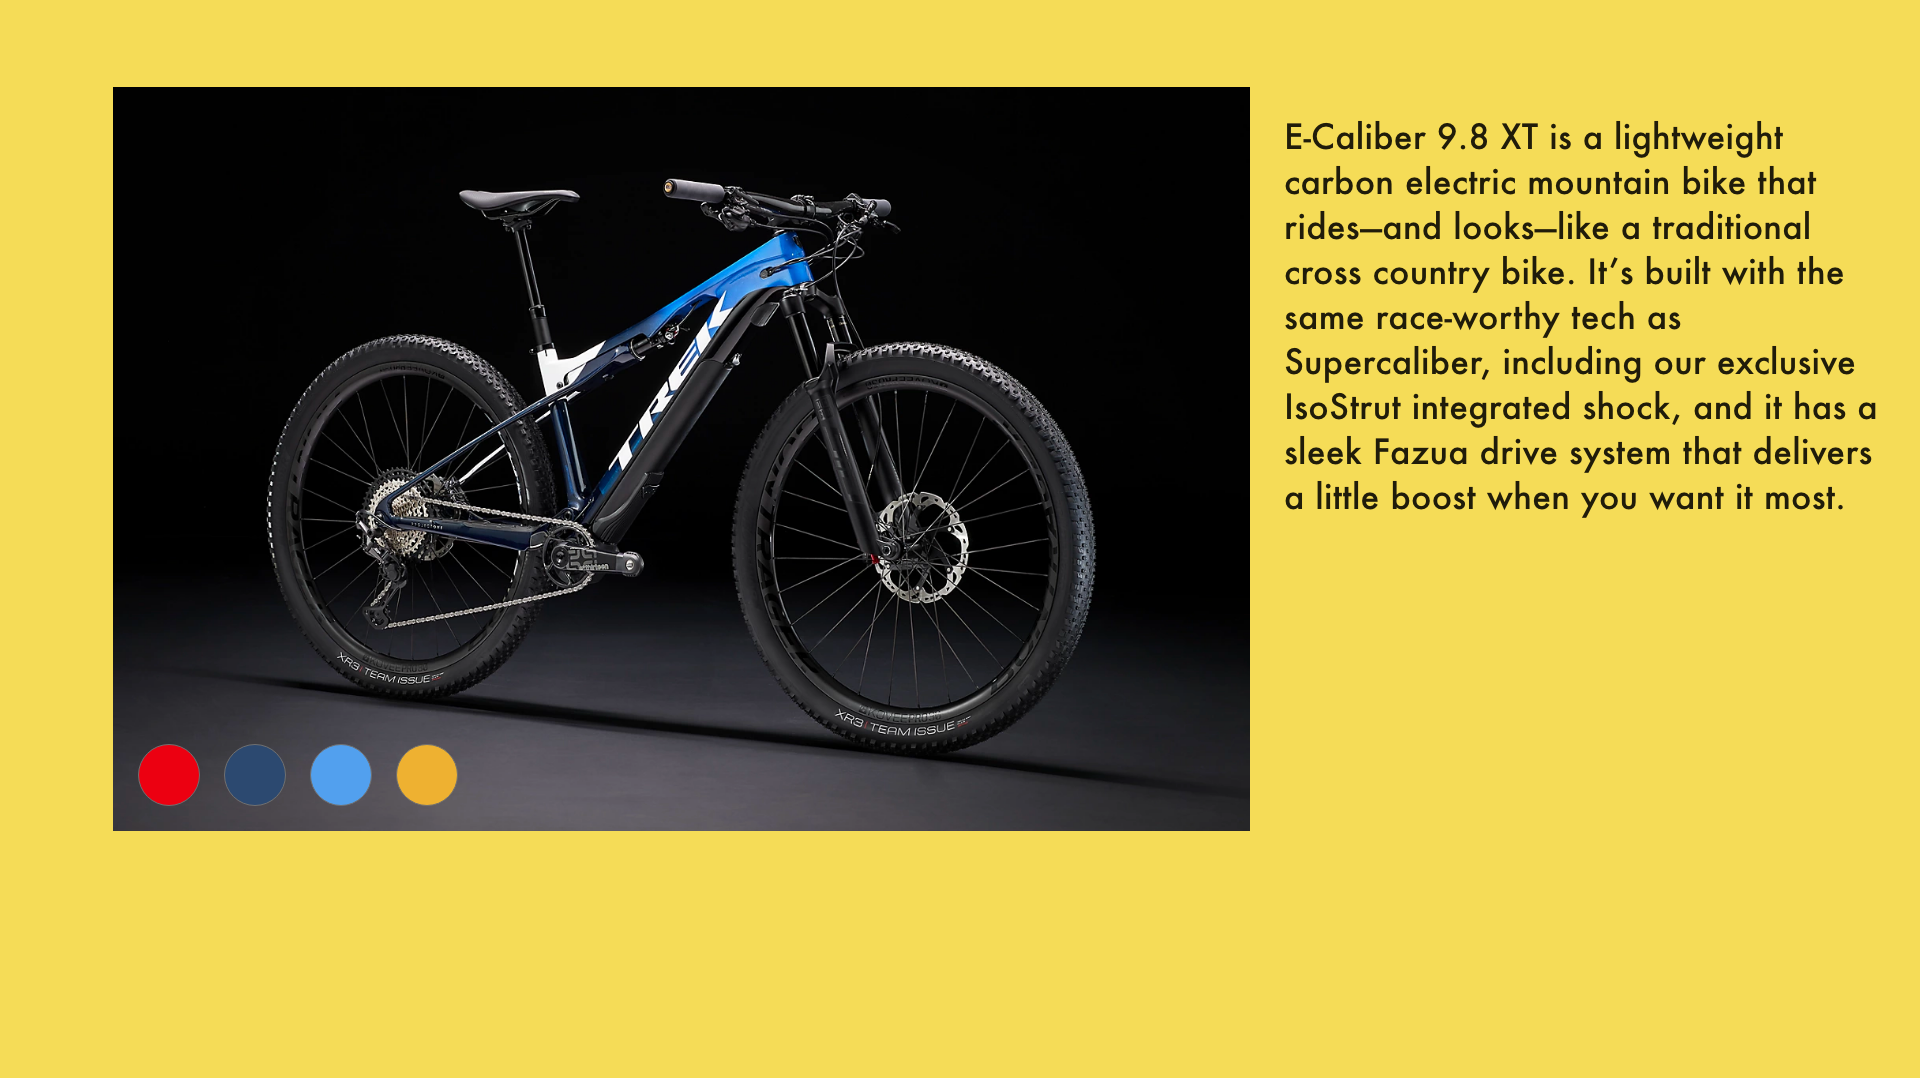 TREK
XR3 TEAM ISSUE
XR3 TEAM ISSUE
E-Caliber 9.8 XT is a lightweight
carbon electric mountain bike that
rides—and looks—like a traditional
cross country bike. It’s built with the
same race-worthy tech as
Supercaliber, including our exclusive
IsoStrut integrated shock, and it has a
sleek Fazua drive system that delivers
a little boost when you want it most.